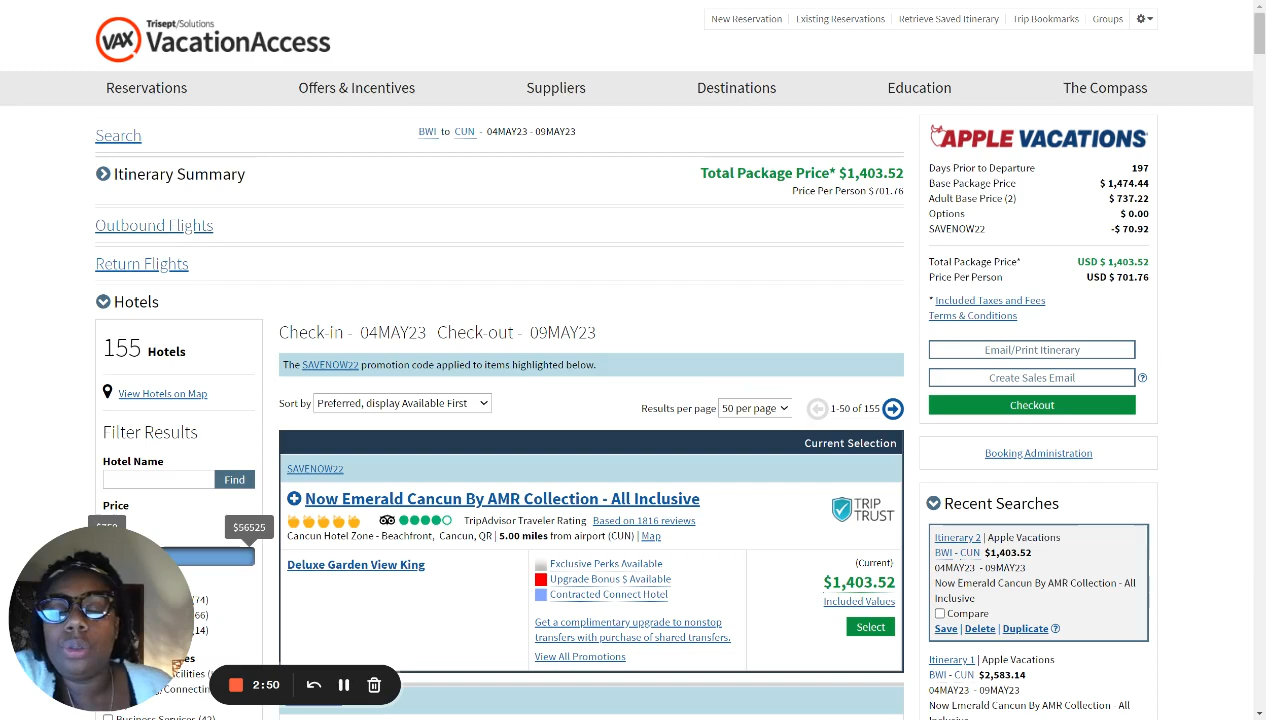 New Reservation Existing Reservations Retrieve Saved Itinerary Trip Bookmarks Groups
Trisept/Solutions
VAX VacationAccess
Reservations Offers & Incentives Suppliers Destinations Education The Compass
Search
BWI to CUN - 04MAY23 - 09MAY23
Itinerary Summary
Total Package Price* $1,403.52
Price Per Person $701.76
Outbound Flights
Return Flights
Hotels
155 Hotels
View Hotels on Map
Filter Results
Hotel Name
Find
Price
$56525
74)
66)
14)
Check-in - 04MAY23 Check-out - 09MAY23
The SAVENOW22 promotion code applied to items highlighted below.
Sort by Preferred, display Available First
Results per page 50 per page 1-50 of 155
Current Selection
SAVENOW22
Now Emerald Cancun By AMR Collection - All Inclusive
TripAdvisor Traveler Rating Based on 1816 reviews
Cancun Hotel Zone - Beachfront, Cancun, QR | 5.00 miles from airport (CUN) | Map
TRIP
TRUST
Deluxe Garden View King
Exclusive Perks Available
Upgrade Bonus $ Available
Contracted Connect Hotel
Get a complimentary upgrade to nonstop
transfers with purchase of shared transfers.
View All Promotions
(Current)
$1,403.52
Included Values
Select
2:50
APPLE VACATIONS
Days Prior to Departure 197
Base Package Price $ 1,474.44
Adult Base Price (2) $ 737.22
Options $ 0.00
SAVENOW22 -$ 70.92
Total Package Price* USD $ 1,403.52
Price Per Person USD $ 701.76
* Included Taxes and Fees
Terms & Conditions
Email/Print Itinerary
Create Sales Email
Checkout
Booking Administration
Recent Searches
Itinerary 2 | Apple Vacations
BWI - CUN $1,403.52
04MAY23 - 09MAY23
Now Emerald Cancun By AMR Collection - All
Inclusive
Compare
Save | Delete | Duplicate
Itinerary 1 | Apple Vacations
BWI - CUN $2,583.14
04MAY23 - 09MAY23
Now Emerald Cancun By AMR Collection - All